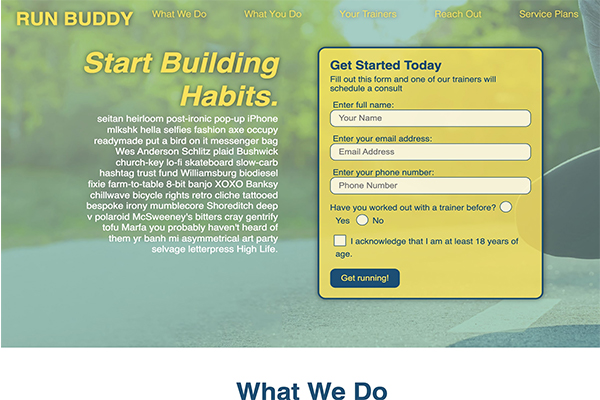 RUN BUDDY
What We Do
What You Do
Your Trainers
Reach Out
Service Plans
Start Building
Habits.
seitan heirloom post-ironic pop-up iPhone
mlkshk hella selfies fashion axe occupy
readymade put a bird on it messenger bag
Wes Anderson Schlitz plaid Bushwick
church-key lo-fi skateboard slow-carb
hashtag trust fund Williamsburg biodiesel
fixie farm-to-table 8-bit banjo XOXO Banksy
chillwave bicycle rights retro cliche tattooed
bespoke irony mumblecore Shoreditch deep
v polaroid McSweeney's bitters cray gentrify
tofu Marfa you probably haven't heard of
them yr banh mi asymmetrical art party
selvage letterpress High Life.
Get Started Today
Fill out this form and one of our trainers will
schedule a consult
Enter full name:
Your Name
Enter your email address:
Email Address
Enter your phone number:
Phone Number
Have you worked out with a trainer before?
Yes
No
I acknowledge that I am at least 18 years of
age.
Get running!
What We Do